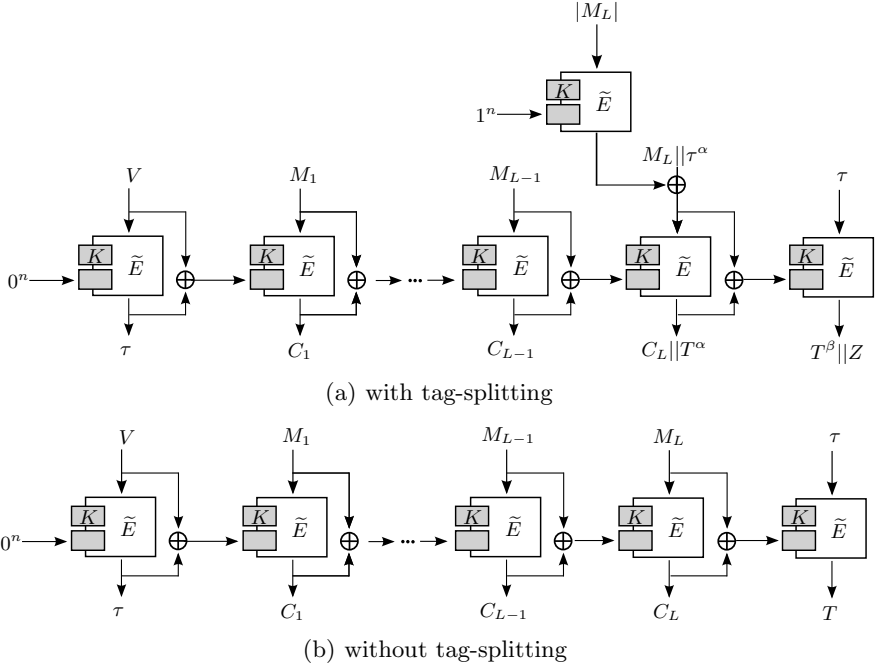 |M_L|
K Ẽ
1^n
M_L||τ^α
V M_1 M_{L−1} τ
K Ẽ K Ẽ K Ẽ K Ẽ K Ẽ
0^n ...
τ C_1 C_{L−1} C_L||T^α T^β||Z
(a) with tag-splitting
V M_1 M_{L−1} M_L τ
K Ẽ K Ẽ K Ẽ K Ẽ K Ẽ
0^n ...
τ C_1 C_{L−1} C_L T
(b) without tag-splitting